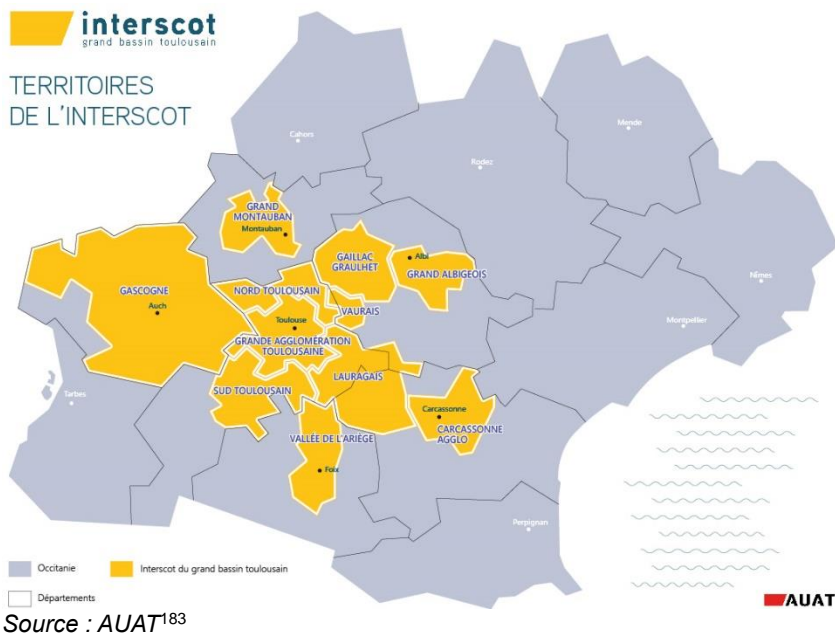 interscot
grand bassin toulousain
TERRITOIRES
DE L'INTERSCOT
Cahors
Mende
Rodez
GRAND
MONTAUBAN
Montauban
GAILLAC
GRAULHET
Albi
GRAND ALBIGEOIS
Nîmes
GASCOGNE
Auch
NORD TOULOUSAIN
VAURAIS
Toulouse
Montpellier
GRANDE AGGLOMÉRATION
TOULOUSAINE
LAURAGAIS
SUD TOULOUSAIN
Tarbes
Carcassonne
CARCASSONNE
AGGLO
VALLÉE DE L'ARIÈGE
Foix
Perpignan
Occitanie
Interscot du grand bassin toulousain
Départements
AUAT
Source : AUAT183